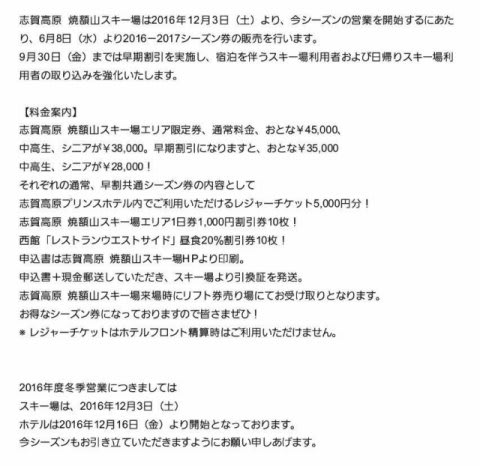 志賀高原 焼額山スキー場は2016年12月3日（土）より、今シーズンの営業を開始するにあ
たり、6月8日（水）より2016－2017シーズン券の販売を行います。
9月30日（金）までは早期割引を実施し、宿泊を伴うスキー場利用者および日帰りスキー場利
用者の取り込みを強化いたします。
【料金案内】
志賀高原 焼額山スキー場エリア限定券、通常料金、おとな¥45,000、
中高生、シニアが¥38,000。早期割引になりますと、おとな¥35,000
中高生、シニアが¥28,000！
それぞれの通常、早割共通シーズン券の内容として
志賀高原プリンスホテル内でご利用いただけるレジャーチケット5,000円分！
志賀高原 焼額山スキー場エリア1日券1,000円割引券10枚！
西館「レストランウエストサイド」昼食20%割引券10枚！
申込書は志賀高原 焼額山スキー場HPより印刷。
申込書＋現金郵送していただき、スキー場より引換証を発送。
志賀高原 焼額山スキー場来場時にリフト券売り場にてお受け取りとなります。
お得なシーズン券になっておりますので皆さまぜひ！
※ レジャーチケットはホテルフロント精算時はご利用いただけません。
2016年度冬季営業につきましては
スキー場は、2016年12月3日（土）
ホテルは2016年12月16日（金）より開始となっております。
今シーズンもお引き立ていただきますようにお願い申しあげます。